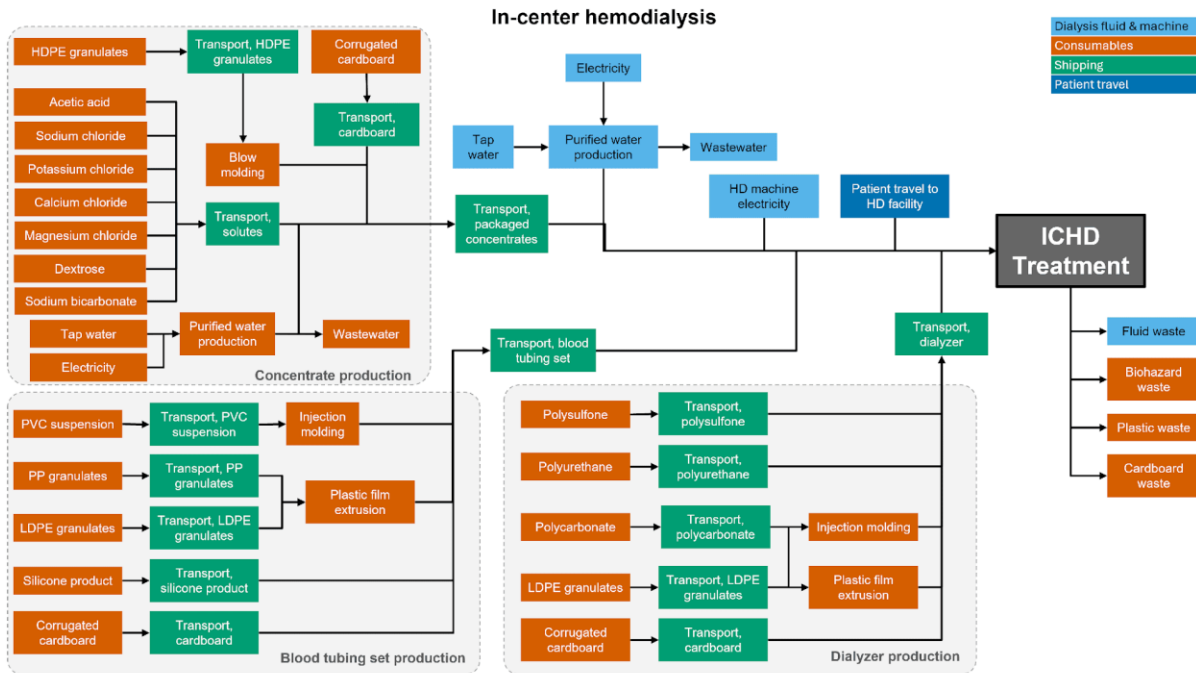 In-center hemodialysis
Dialysis fluid & machine
Consumables
Shipping
Patient travel
HDPE granulates
Transport, HDPE
granulates
Corrugated
cardboard
Acetic acid
Sodium chloride
Potassium chloride
Calcium chloride
Magnesium chloride
Dextrose
Sodium bicarbonate
Transport,
cardboard
Blow
molding
Transport,
solutes
Tap water
Electricity
Purified water
production
Wastewater
Concentrate production
Electricity
Tap
water
Purified water
production
Wastewater
Transport,
packaged
concentrates
HD machine
electricity
Patient travel to
HD facility
ICHD
Treatment
Transport, blood
tubing set
Transport,
dialyzer
Fluid waste
Biohazard
waste
Plastic waste
Cardboard
waste
PVC suspension
Transport, PVC
suspension
Injection
molding
PP granulates
Transport, PP
granulates
Plastic film
extrusion
LDPE granulates
Transport, LDPE
granulates
Silicone product
Transport,
silicone product
Corrugated
cardboard
Transport,
cardboard
Blood tubing set production
Polysulfone
Transport,
polysulfone
Polyurethane
Transport,
polyurethane
Polycarbonate
Transport,
polycarbonate
Injection molding
LDPE granulates
Transport, LDPE
granulates
Plastic film
extrusion
Corrugated
cardboard
Transport,
cardboard
Dialyzer production